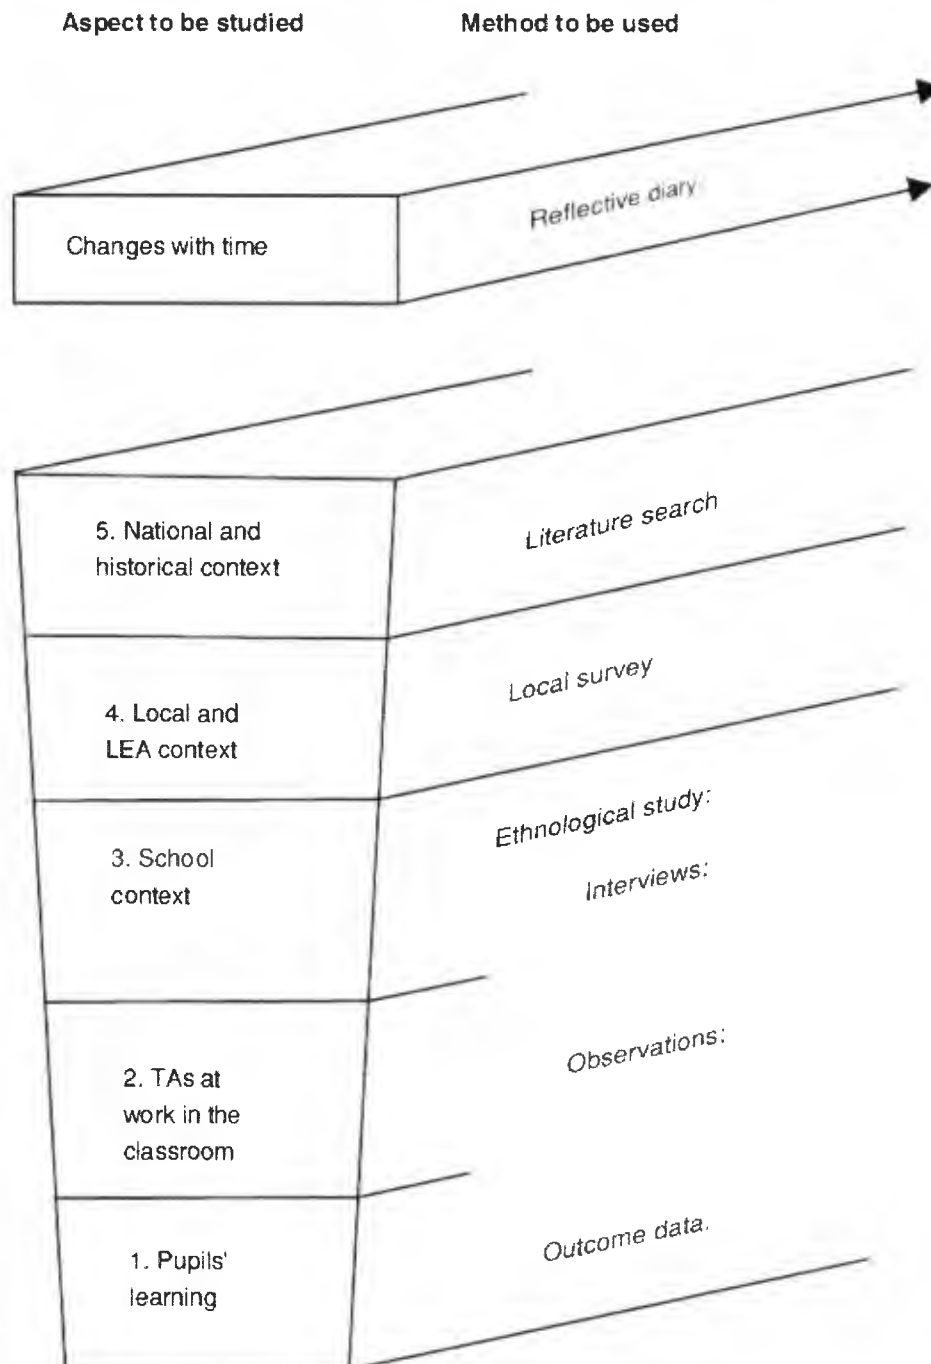 Aspect to be studied Method to be used
Reflective diary
Changes with time
5. National and
historical context
Literature search
4. Local and
LEA context
Local survey
3. School
context
Ethnological study:
Interviews:
2. TAs at
work in the
classroom
Observations:
1. Pupils'
learning
Outcome data.